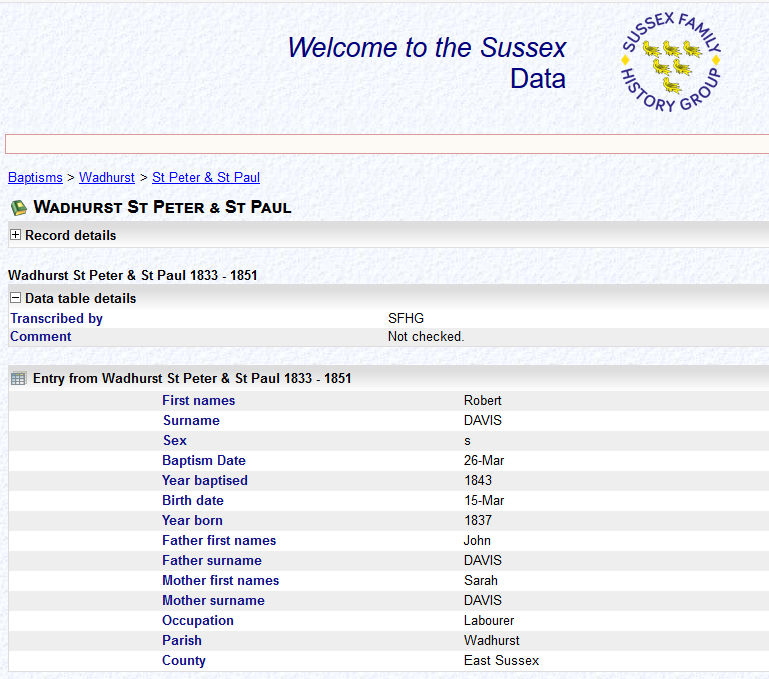 Welcome to the Sussex
Data
SUSSEX FAMILY
HISTORY GROUP
Baptisms > Wadhurst > St Peter & St Paul
WADHURST ST PETER & ST PAUL
Record details
Wadhurst St Peter & St Paul 1833 - 1851
Data table details
Transcribed by SFHG
Comment Not checked.
Entry from Wadhurst St Peter & St Paul 1833 - 1851
First names Robert
Surname DAVIS
Sex s
Baptism Date 26-Mar
Year baptised 1843
Birth date 15-Mar
Year born 1837
Father first names John
Father surname DAVIS
Mother first names Sarah
Mother surname DAVIS
Occupation Labourer
Parish Wadhurst
County East Sussex